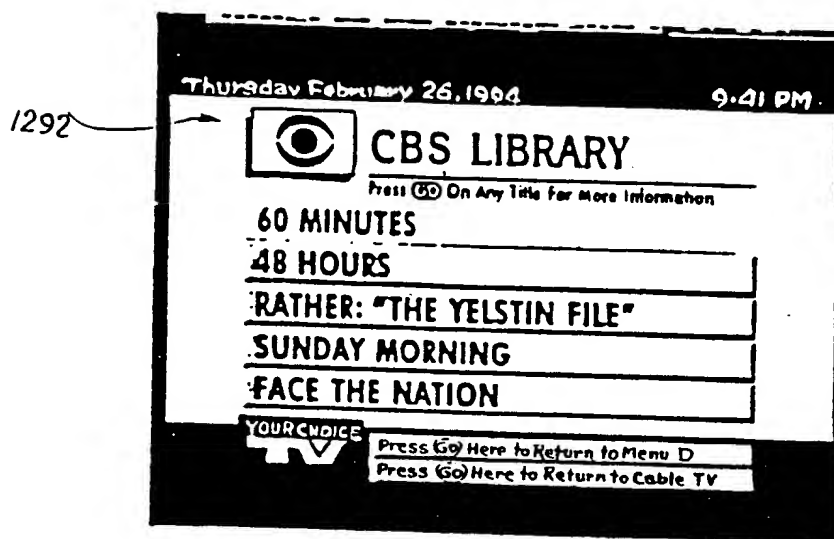 Thursday February 26, 1994 9:41 PM
1292
CBS LIBRARY
Press Go On Any Title For More Information
60 MINUTES
48 HOURS
RATHER: "THE YELSTIN FILE"
SUNDAY MORNING
FACE THE NATION
YOUR CHOICE
TV
Press Go Here to Return to Menu D
Press Go Here to Return to Cable TV